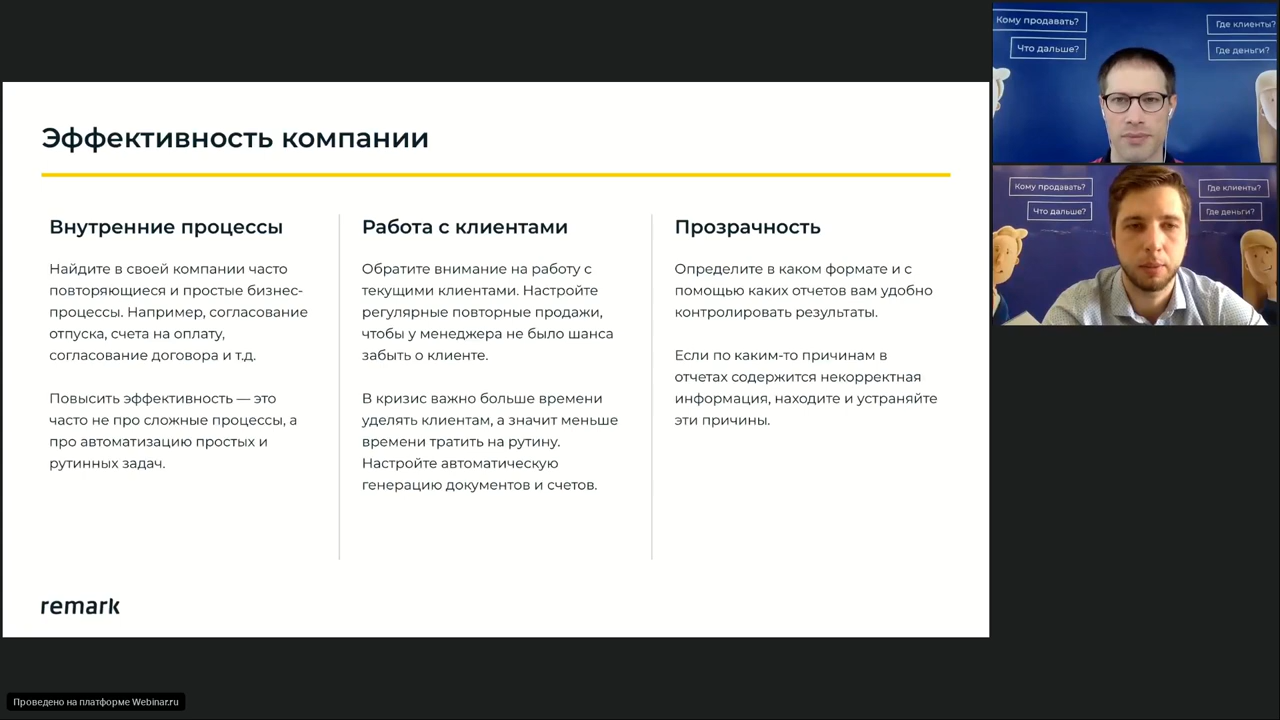 Эффективность компании
Внутренние процессы
Найдите в своей компании часто
повторяющиеся и простые бизнес-
процессы. Например, согласование
отпуска, счета на оплату,
согласование договора и т.д.
Повысить эффективность — это
часто не про сложные процессы, а
про автоматизацию простых и
рутинных задач.
Работа с клиентами
Обратите внимание на работу с
текущими клиентами. Настройте
регулярные повторные продажи,
чтобы у менеджера не было шанса
забыть о клиенте.
В кризис важно больше времени
уделять клиентам, а значит меньше
времени тратить на рутину.
Настройте автоматическую
генерацию документов и счетов.
Прозрачность
Определите в каком формате и с
помощью каких отчетов вам удобно
контролировать результаты.
Если по каким-то причинам в
отчетах содержится некорректная
информация, находите и устраняйте
эти причины.
remark
Проведено на платформе Webinar.ru
Кому продавать?
Что дальше?
Где клиенты?
Где деньги?
Кому продавать?
Что дальше?
Где клиенты?
Где деньги?